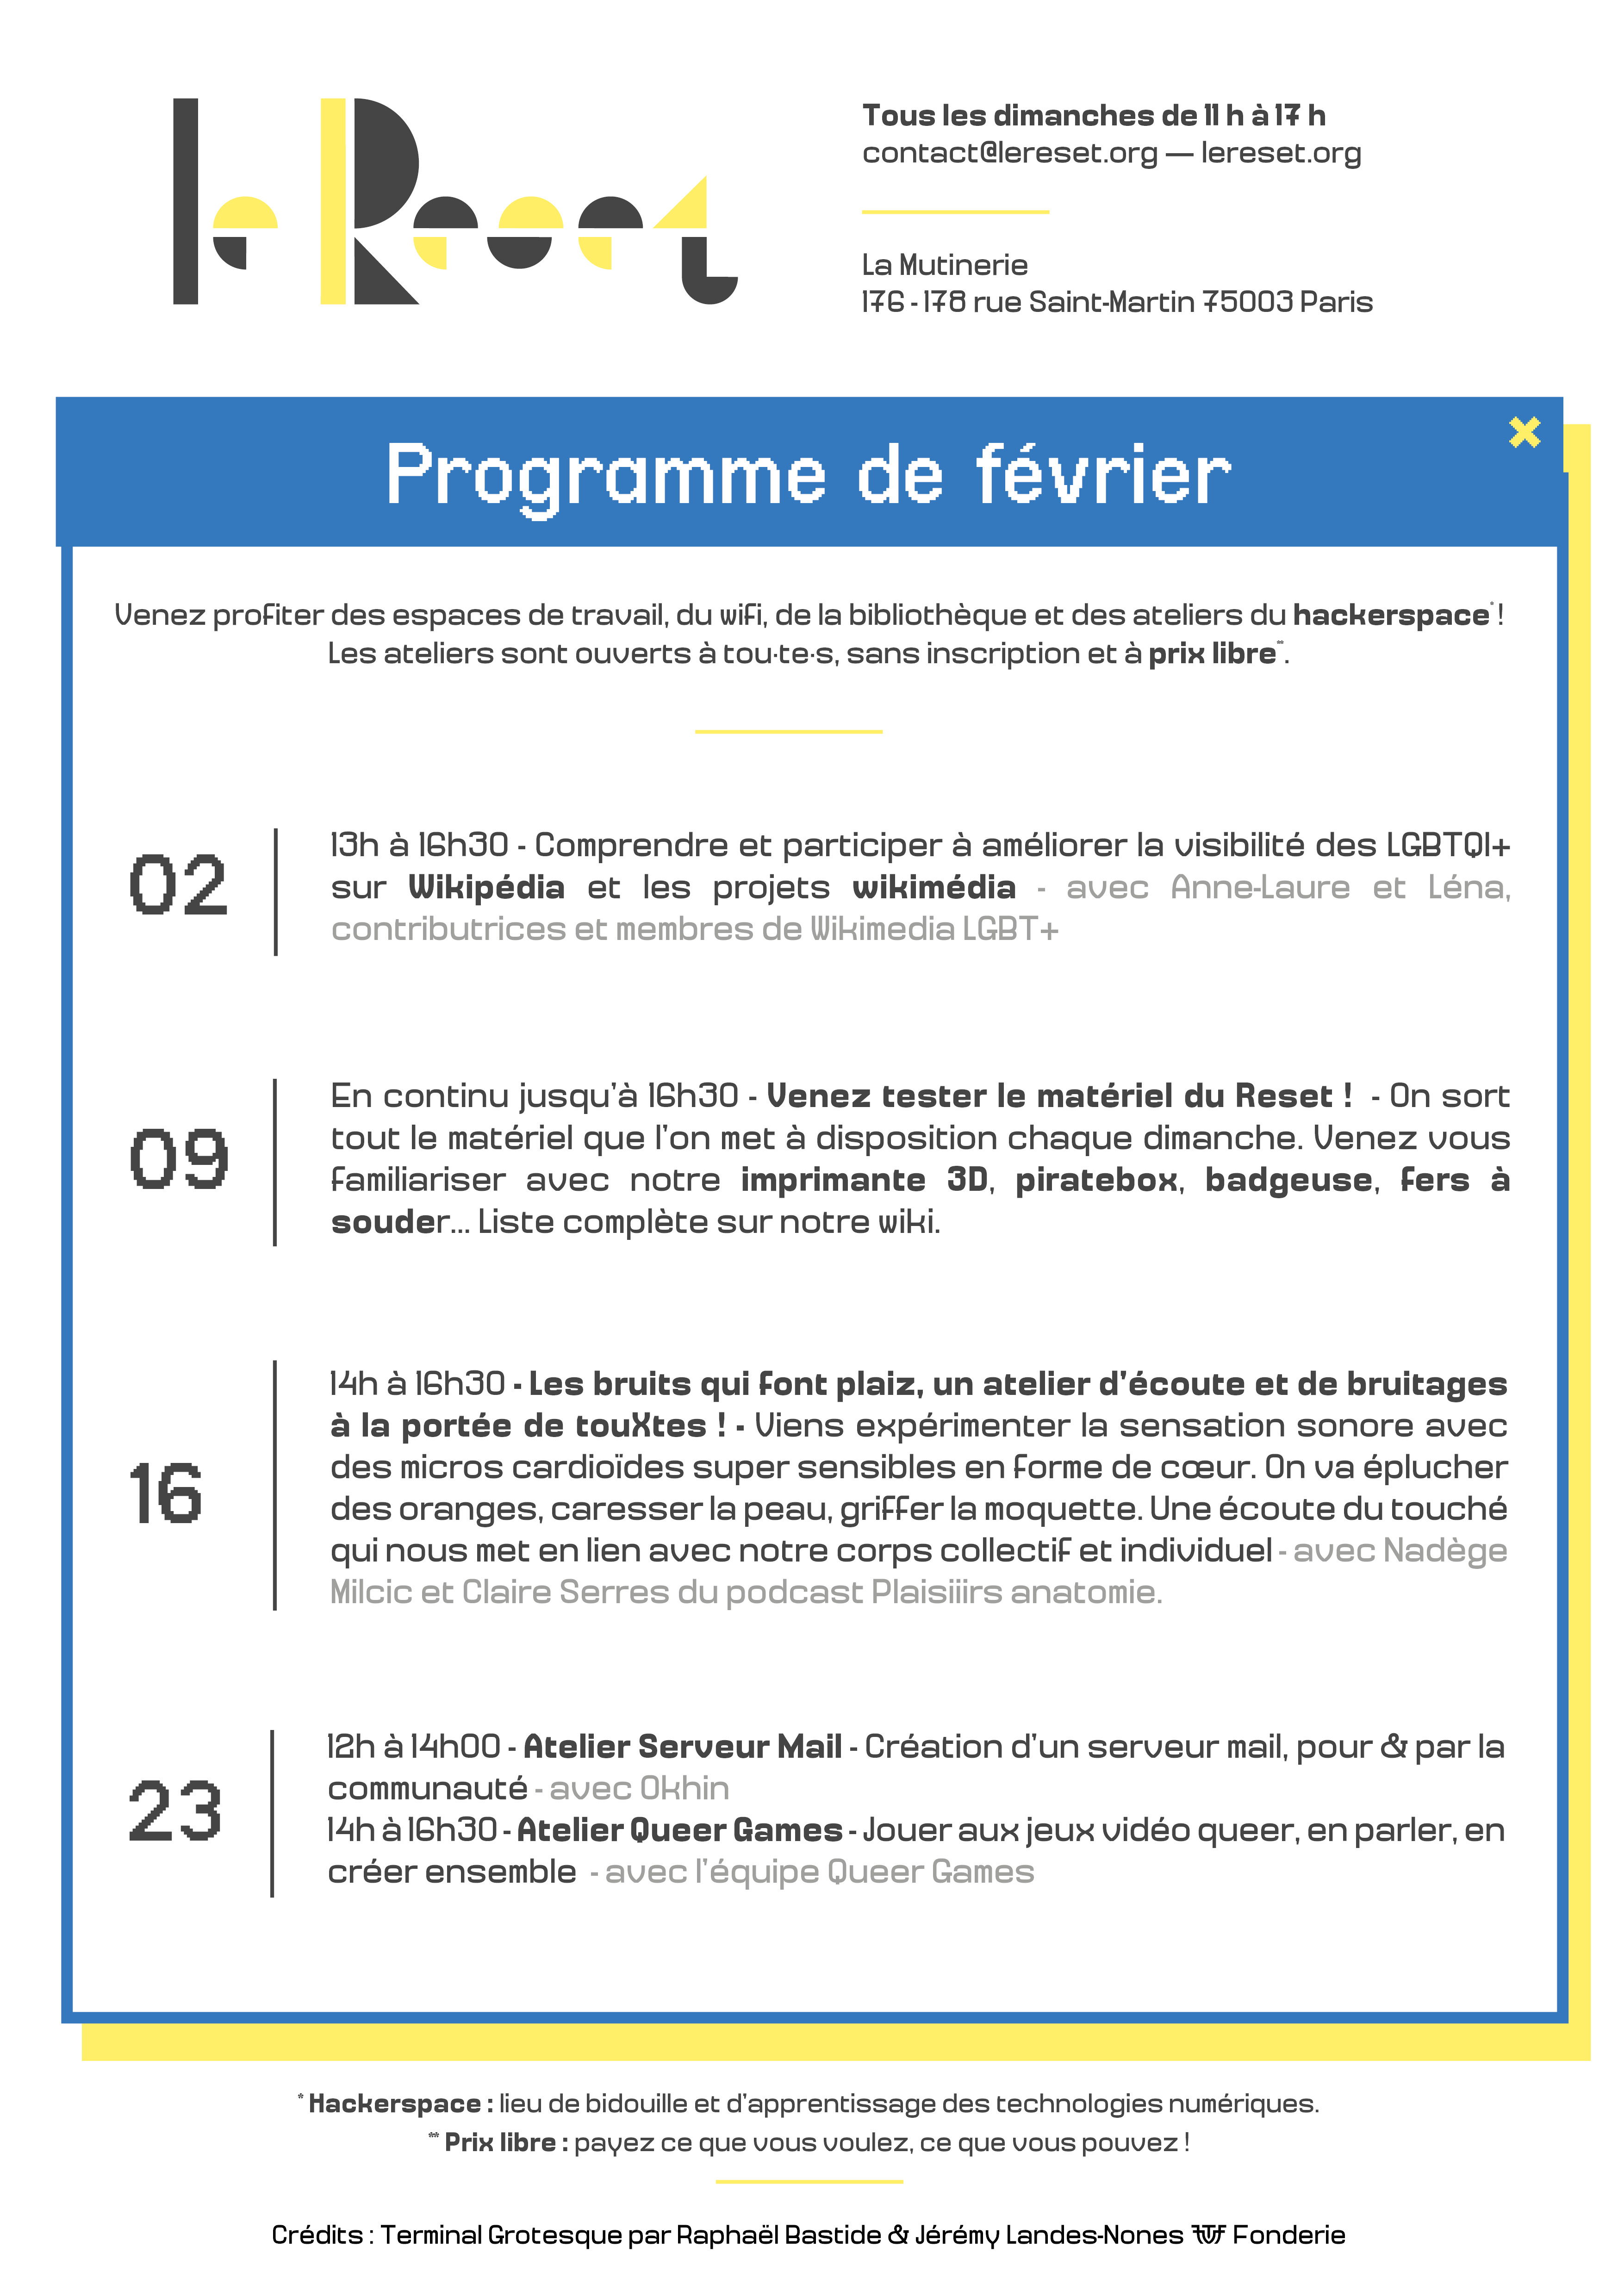 le Reset
Tous les dimanches de 11 h à 17 h
contact@lereset.org — lereset.org
La Mutinerie
176 - 178 rue Saint-Martin 75003 Paris
Programme de février
Venez profiter des espaces de travail, du wifi, de la bibliothèque et des ateliers du hackerspace* !
Les ateliers sont ouverts à tou·te·s, sans inscription et à prix libre**.
02
13h à 16h30 - Comprendre et participer à améliorer la visibilité des LGBTQI+
sur Wikipédia et les projets wikimédia - avec Anne-Laure et Léna,
contributrices et membres de Wikimedia LGBT+
09
En continu jusqu'à 16h30 - Venez tester le matériel du Reset ! - On sort
tout le matériel que l'on met à disposition chaque dimanche. Venez vous
familiariser avec notre imprimante 3D, piratebox, badgeuse, fers à
souder... Liste complète sur notre wiki.
16
14h à 16h30 - Les bruits qui font plaiz, un atelier d'écoute et de bruitages
à la portée de touXtes ! - Viens expérimenter la sensation sonore avec
des micros cardioïdes super sensibles en forme de cœur. On va éplucher
des oranges, caresser la peau, griffer la moquette. Une écoute du touché
qui nous met en lien avec notre corps collectif et individuel - avec Nadège
Milcic et Claire Serres du podcast Plaisiiirs anatomie.
23
12h à 14h00 - Atelier Serveur Mail - Création d'un serveur mail, pour & par la
communauté - avec Okhin
14h à 16h30 - Atelier Queer Games - Jouer aux jeux vidéo queer, en parler, en
créer ensemble - avec l'équipe Queer Games
* Hackerspace : lieu de bidouille et d'apprentissage des technologies numériques.
** Prix libre : payez ce que vous voulez, ce que vous pouvez !
Crédits : Terminal Grotesque par Raphaël Bastide & Jérémy Landes-Nones VTF Fonderie